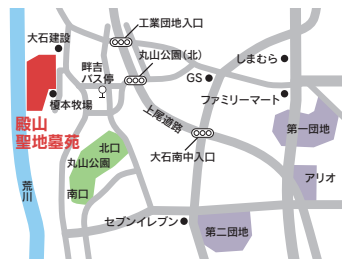 工業団地入口
大石建設
丸山公園(北)
畔吉
バス停
GS
しまむら
榎本牧場
ファミリーマート
殿山
聖地墓苑
上尾道路
第一団地
北口
丸山公園
大石南中入口
アリオ
荒川
南口
セブンイレブン
第二団地